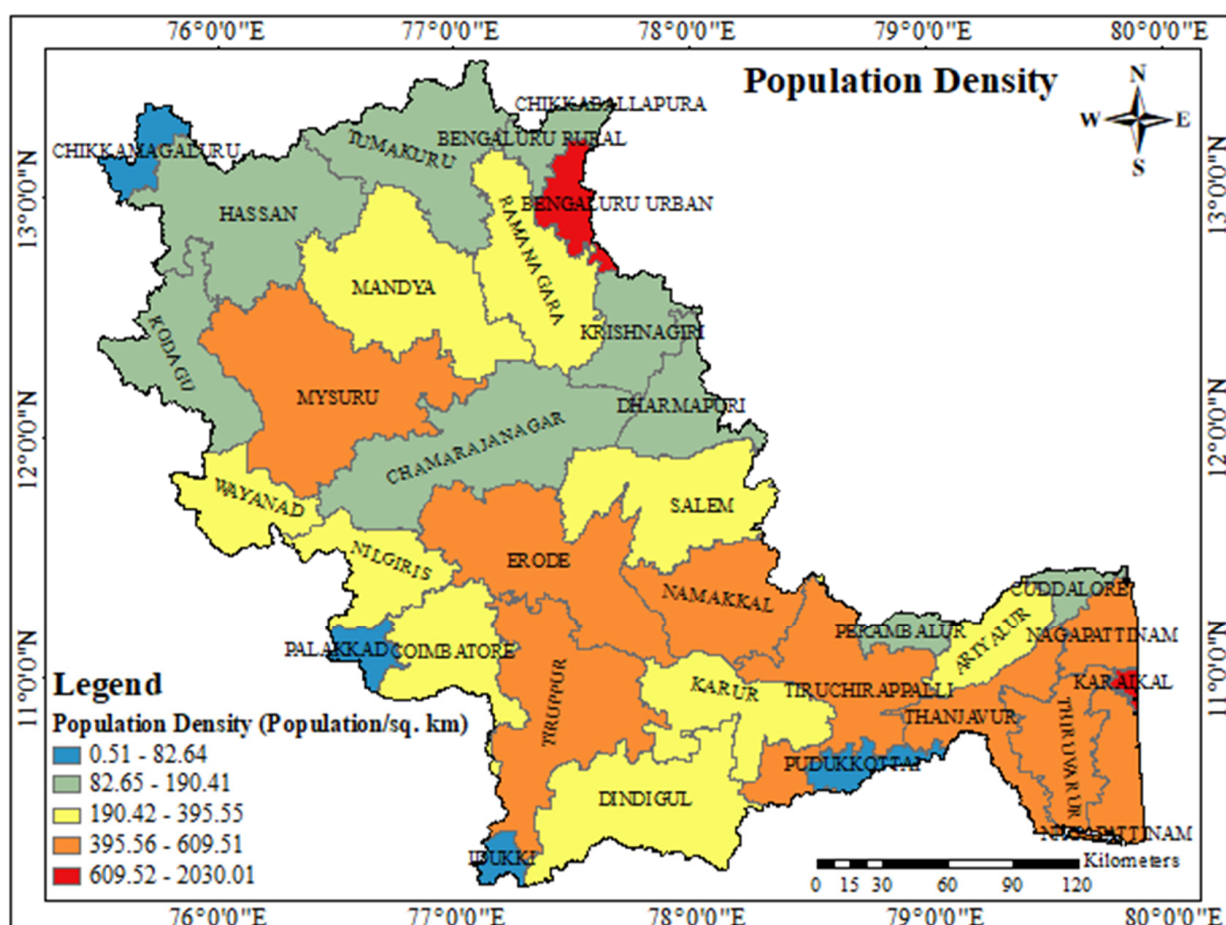 76°0'0"E 77°0'0"E 78°0'0"E 79°0'0"E 80°0'0"E
Population Density
N
W E
S
13°0'0"N
12°0'0"N
11°0'0"N
13°0'0"N
12°0'0"N
11°0'0"N
CHIKKABALLAPURA
BENGALURU RURAL
TUMAKURU
CHIKKAMAGALURU
BENGALURU URBAN
HASSAN
RAMANAGARA
MANDYA
KRISHNAGIRI
KODAGU
MYSURU
DHARMAPURI
CHAMARAJANAGAR
WAYANAD
SALEM
NILGIRIS
ERODE
NAMAKKAL
CUDDALORE
PERAMBALUR
ARIYALUR
NAGAPATTINAM
PALAKKAD
COIMBATORE
KARUR
TIRUCHIRAPPALLI
KARAIKAL
TIRUPPUR
THANJAVUR
THIRUVARUR
PUDUKKOTTAI
DINDIGUL
NAGAPATTINAM
IDUKKI
Legend
Population Density (Population/sq. km)
0.51 - 82.64
82.65 - 190.41
190.42 - 395.55
395.56 - 609.51
609.52 - 2030.01
Kilometers
0 15 30 60 90 120
76°0'0"E 77°0'0"E 78°0'0"E 79°0'0"E 80°0'0"E